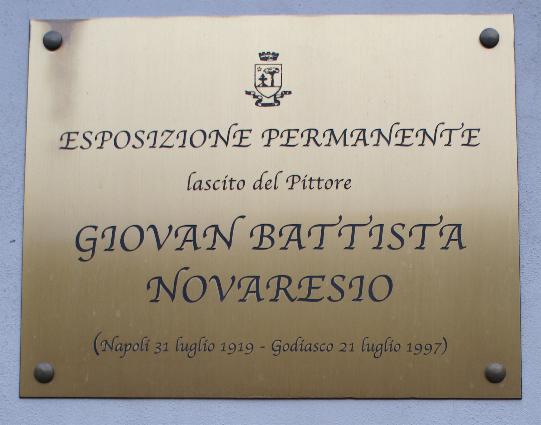 ESPOSIZIONE PERMANENTE
lascito del Pittore
GIOVAN BATTISTA
NOVARESIO
(Napoli 31 luglio 1919 - Godiasco 21 luglio 1997)